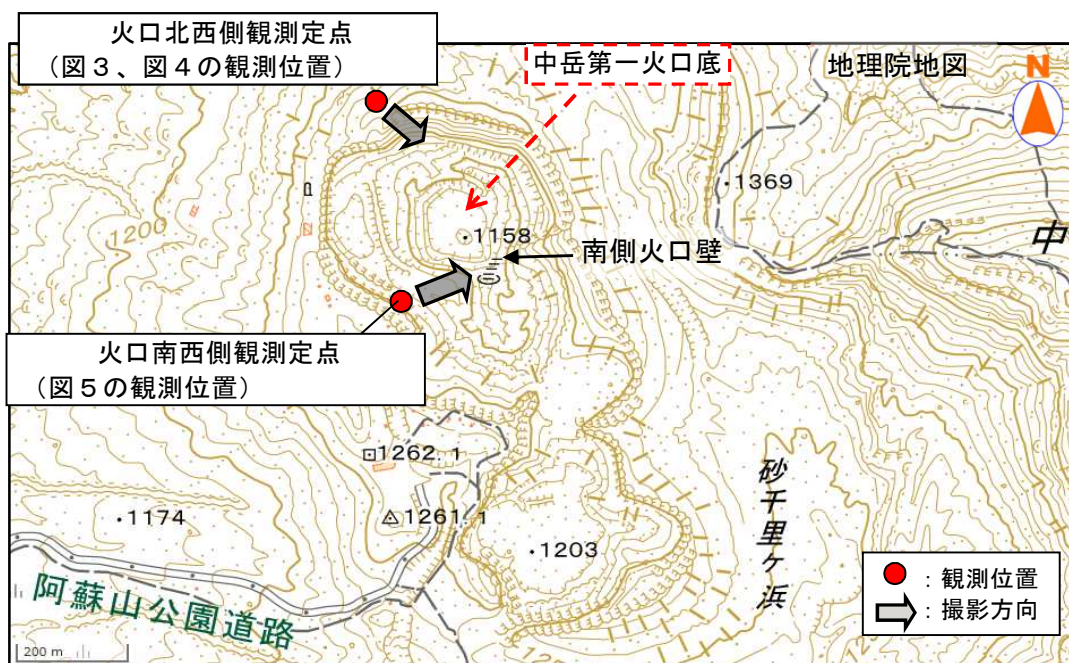 火口北西側観測定点
（図３、図４の観測位置）
中岳第一火口底
地理院地図
N
1369
1200
1158
南側火口壁
中
火口南西側観測定点
（図５の観測位置）
1262.1
砂千里ヶ浜
1174
1261.1
1203
：観測位置
：撮影方向
阿蘇山公園道路
200 m